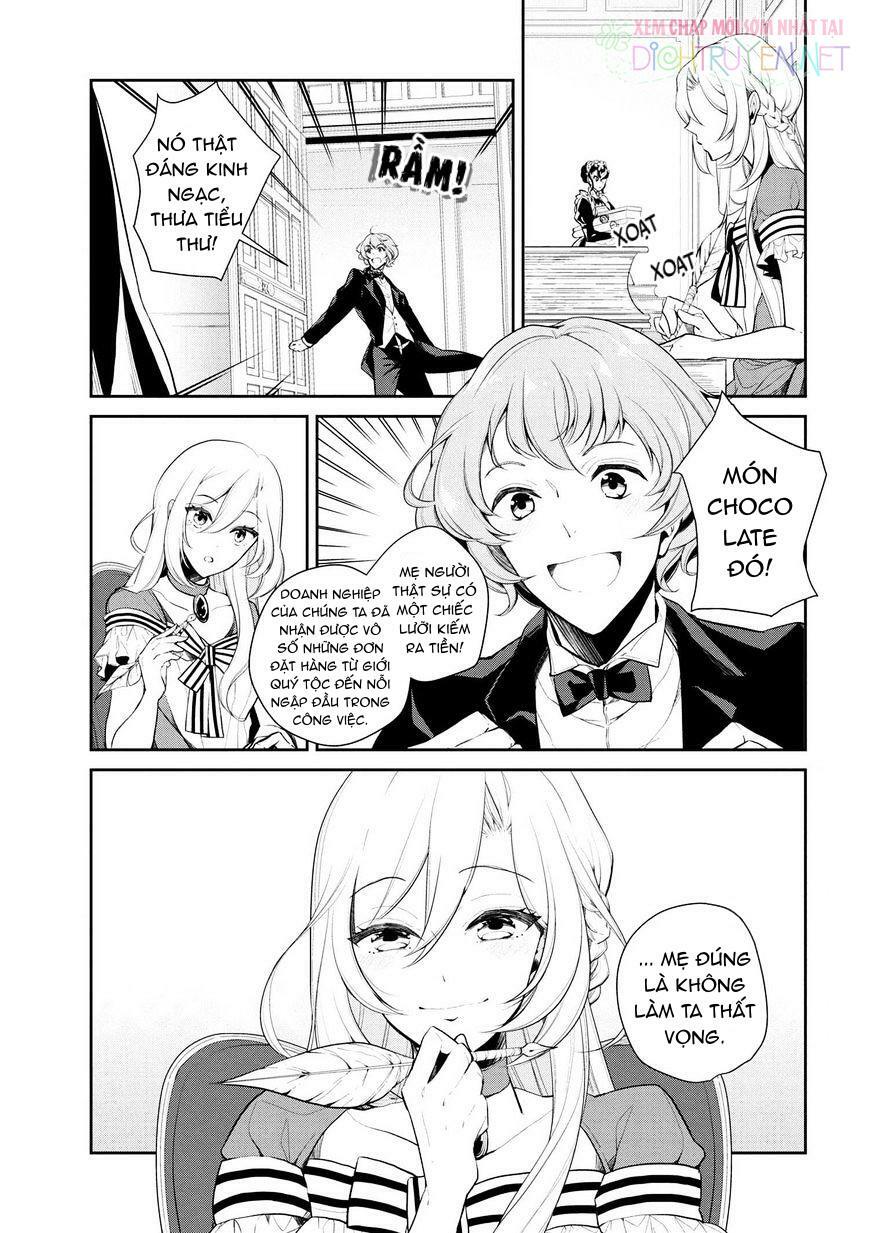 XEM CHAP MỚI SỚM NHẤT TẠI
DICHTRUYEN.NET
XOẠT
XOẠT
RẦM!
NÓ THẬT
ĐÁNG KINH
NGẠC,
THƯA TIỂU
THƯ!
MÓN
CHOCO
LATE
ĐÓ!
MẸ NGƯỜI
THẬT SỰ CÓ
MỘT CHIẾC
LƯỠI KIẾM
RA TIỀN!
DOANH NGHIỆP
CỦA CHÚNG TA ĐÃ
NHẬN ĐƯỢC VÔ
SỐ NHỮNG ĐƠN
ĐẶT HÀNG TỪ GIỚI
QUÝ TỘC ĐẾN NỖI
NGẬP ĐẦU TRONG
CÔNG VIỆC.
... MẸ ĐÚNG
LÀ KHÔNG
LÀM TA THẤT
VỌNG.